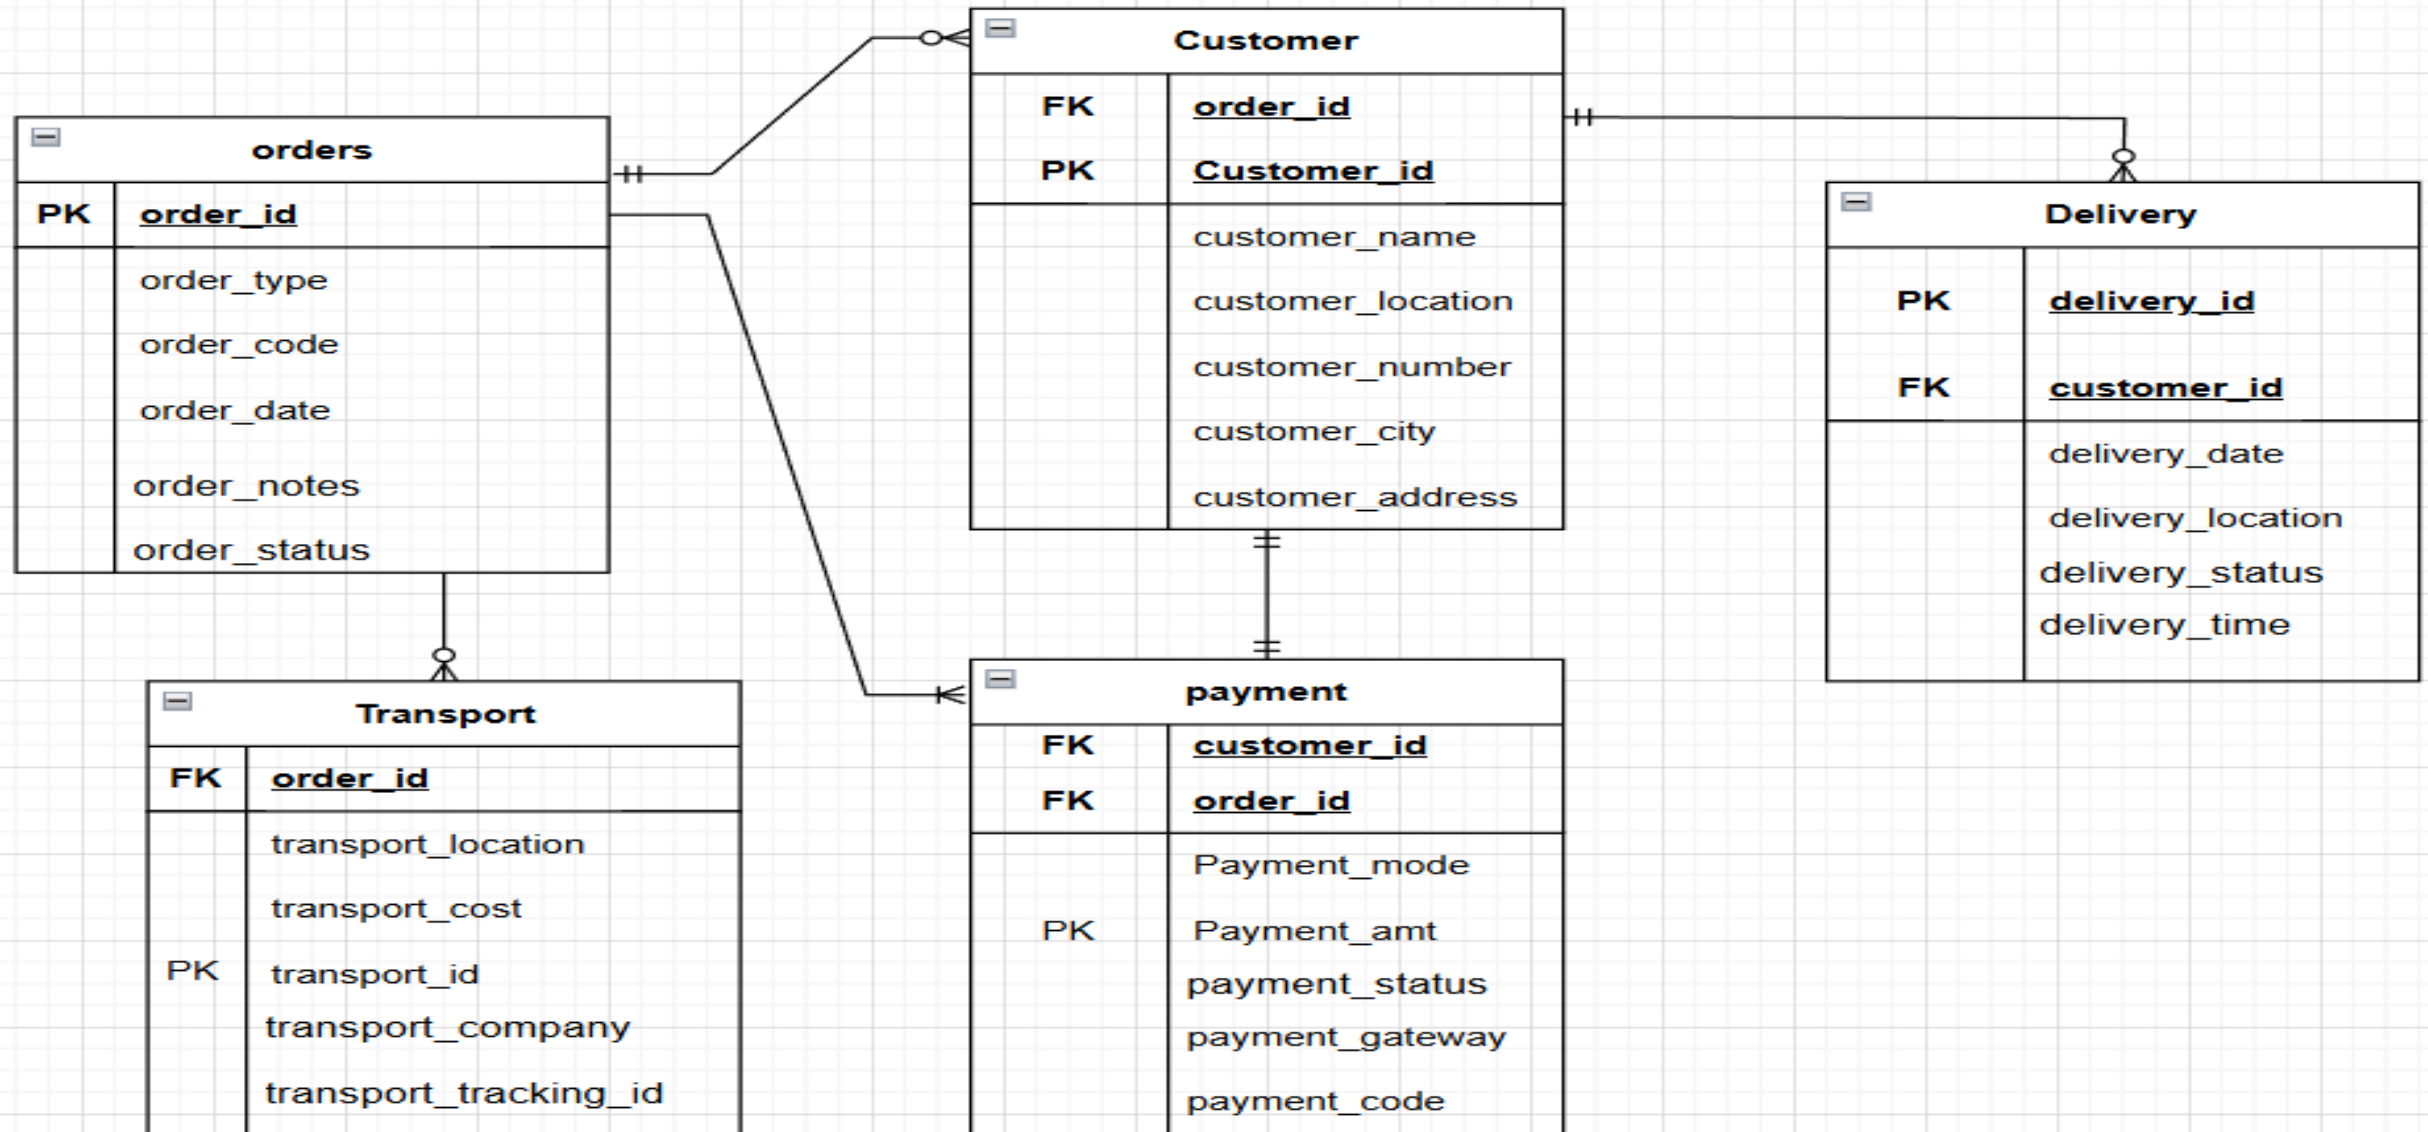 orders
PK order_id
order_type
order_code
order_date
order_notes
order_status
Transport
FK order_id
transport_location
transport_cost
PK transport_id
transport_company
transport_tracking_id
Customer
FK order_id
PK Customer_id
customer_name
customer_location
customer_number
customer_city
customer_address
payment
FK customer_id
FK order_id
Payment_mode
PK Payment_amt
payment_status
payment_gateway
payment_code
Delivery
PK delivery_id
FK customer_id
delivery_date
delivery_location
delivery_status
delivery_time